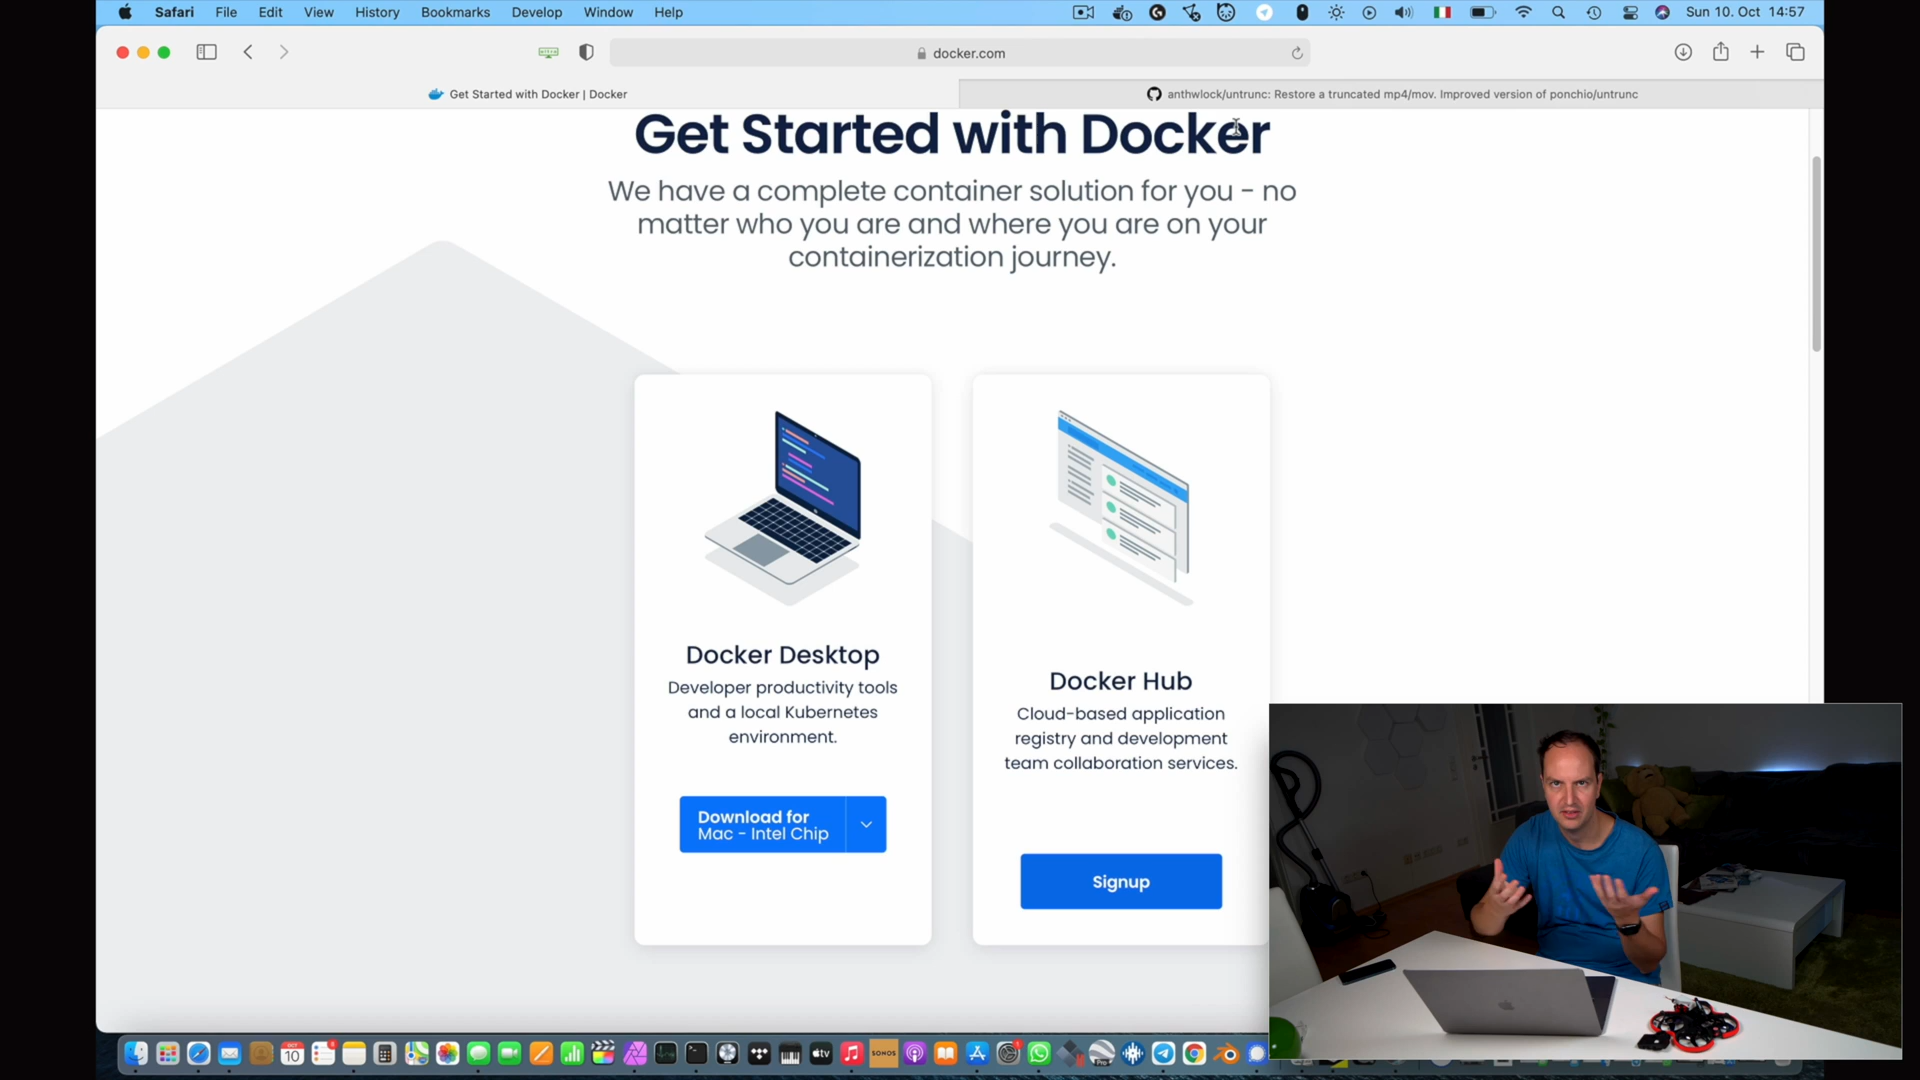 Safari File Edit View History Bookmarks Develop Window Help Sun 10. Oct 14:57
docker.com
Get Started with Docker | Docker
anthwlock/untrunc: Restore a truncated mp4/mov. Improved version of ponchio/untrunc
Get Started with Docker
We have a complete container solution for you - no
matter who you are and where you are on your
containerization journey.
Docker Desktop
Developer productivity tools
and a local Kubernetes
environment.
Download for
Mac - Intel Chip
Docker Hub
Cloud-based application
registry and development
team collaboration services.
Signup
OCT
10
tv
SONOS